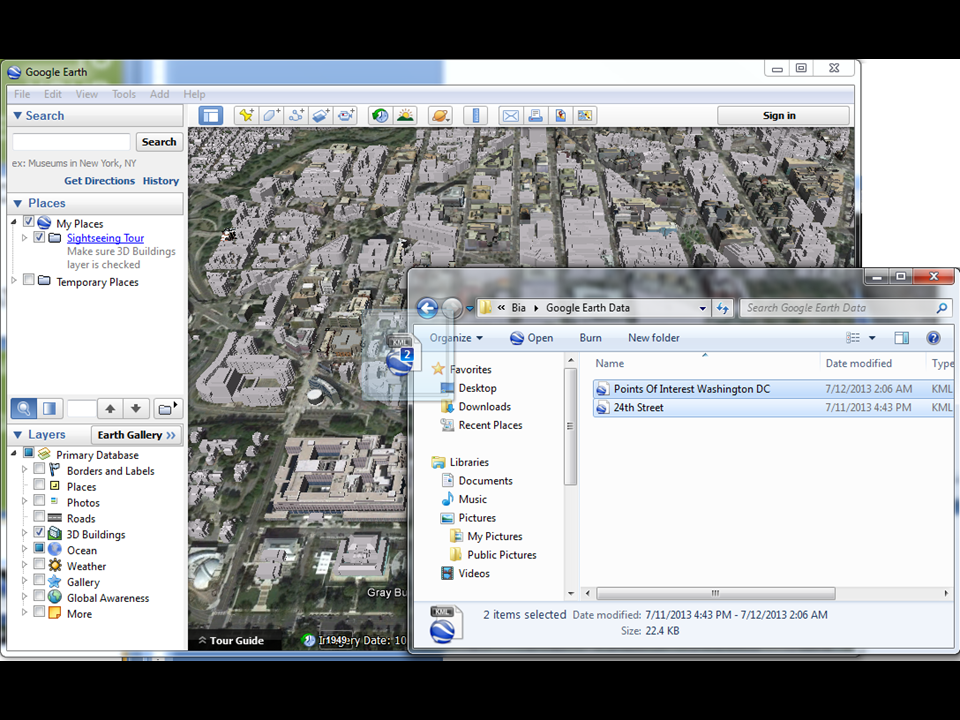 Google Earth
File Edit View Tools Add Help
Search
Search
ex: Museums in New York, NY
Get Directions History
Places
My Places
Sightseeing Tour
Make sure 3D Buildings
layer is checked
Temporary Places
Layers
Earth Gallery >>
Primary Database
Borders and Labels
Places
Photos
Roads
3D Buildings
Ocean
Weather
Gallery
Global Awareness
More
Sign in
KML
2
Gray Bu
Tour Guide
1949
Imagery Date: 10
« Bia Google Earth Data
Search Google Earth Data
Organize Open Burn New folder
Favorites
Desktop
Downloads
Recent Places
Libraries
Documents
Music
Pictures
My Pictures
Public Pictures
Videos
Name Date modified Type
Points Of Interest Washington DC 7/12/2013 2:06 AM KML
24th Street 7/11/2013 4:43 PM KML
KML
2 items selected Date modified: 7/11/2013 4:43 PM - 7/12/2013 2:06 AM
Size: 22.4 KB